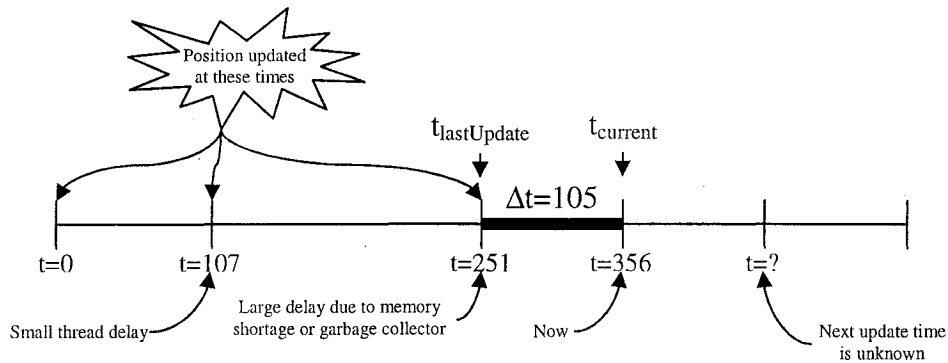 Position updated
at these times
tlastUpdate
tcurrent
Δt=105
t=0
t=107
t=251
t=356
t=?
Small thread delay
Large delay due to memory
shortage or garbage collector
Now
Next update time
is unknown